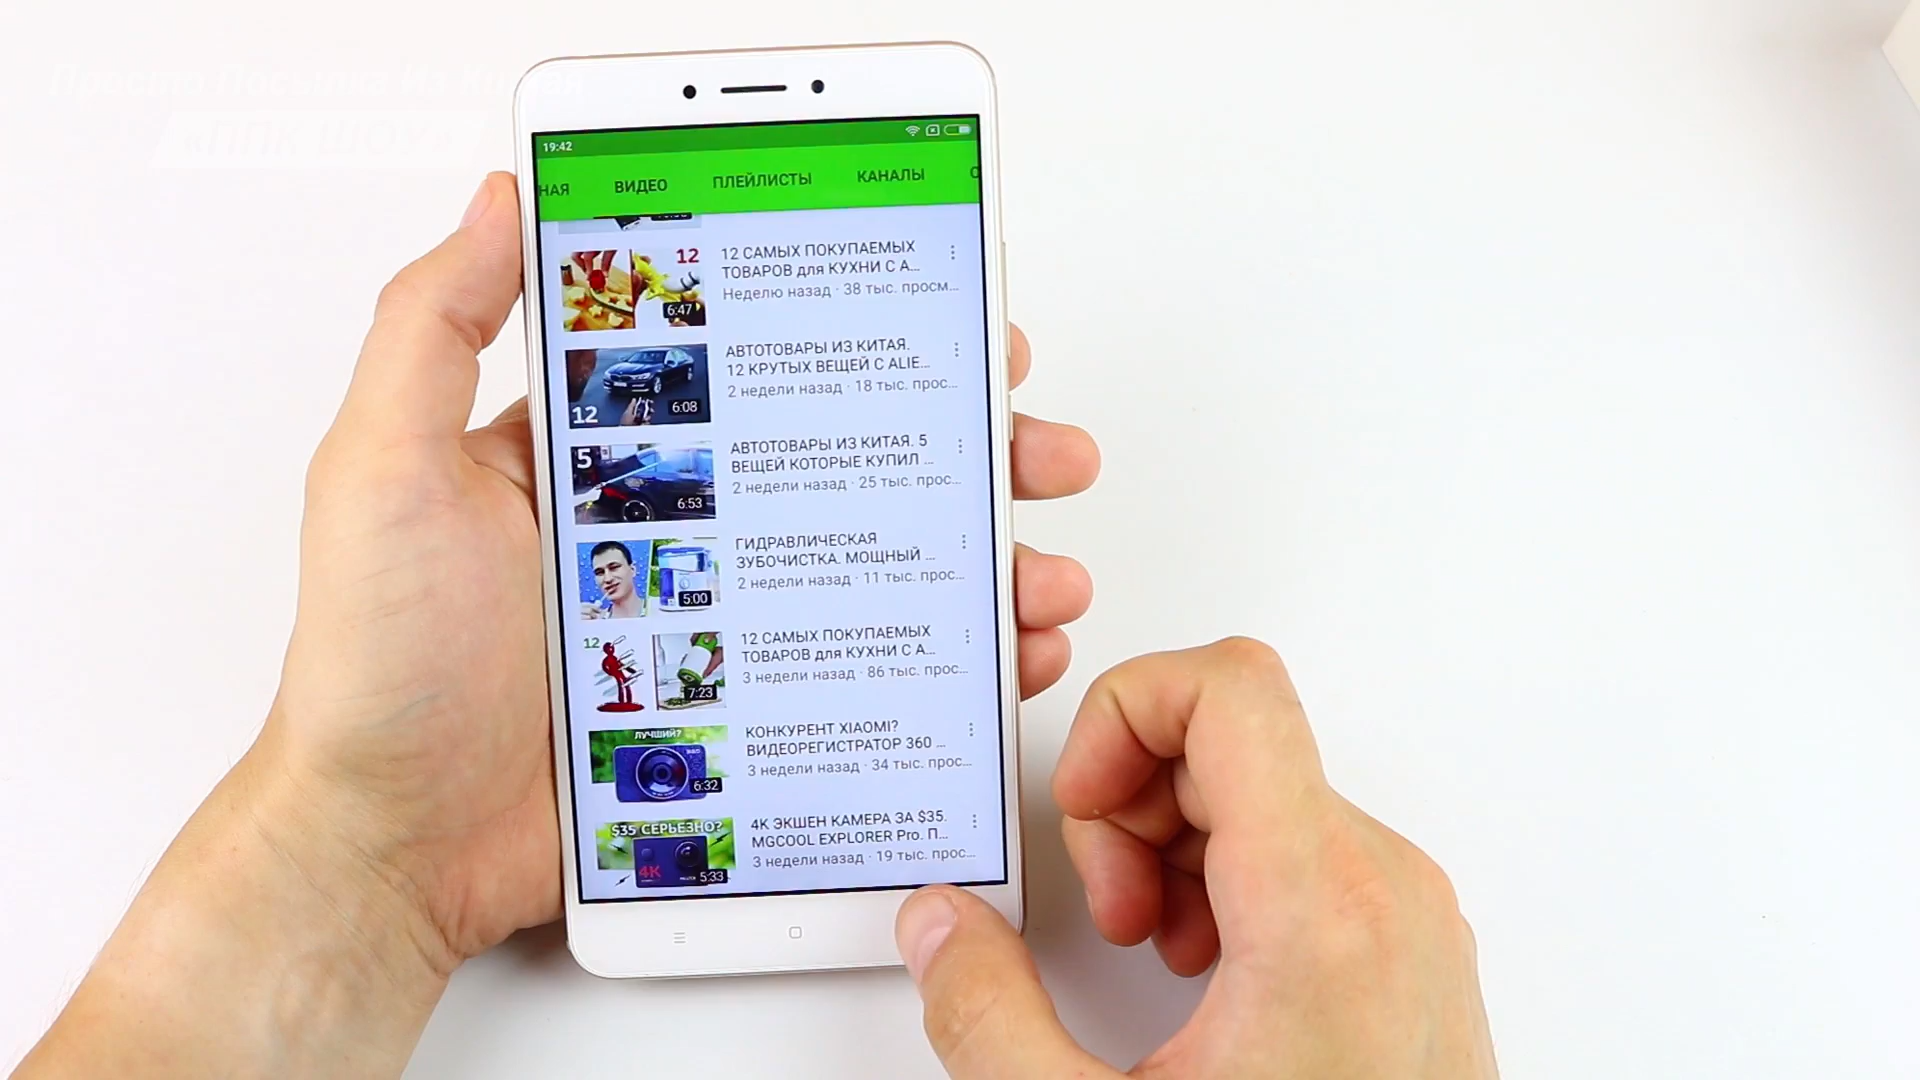 Просто Посылка Из Китая
«ППК ШОУ»
19:42
НАЯ
ВИДЕО
ПЛЕЙЛИСТЫ
КАНАЛЫ
О
12
6:47
12 САМЫХ ПОКУПАЕМЫХ
ТОВАРОВ для КУХНИ С А...
Неделю назад · 38 тыс. просм...
12
6:08
АВТОТОВАРЫ ИЗ КИТАЯ.
12 КРУТЫХ ВЕЩЕЙ С ALIE...
2 недели назад · 18 тыс. прос...
5
6:53
АВТОТОВАРЫ ИЗ КИТАЯ. 5
ВЕЩЕЙ КОТОРЫЕ КУПИЛ ...
2 недели назад · 25 тыс. прос...
5:00
ГИДРАВЛИЧЕСКАЯ
ЗУБОЧИСТКА. МОЩНЫЙ ...
2 недели назад · 11 тыс. прос...
12
7:23
12 САМЫХ ПОКУПАЕМЫХ
ТОВАРОВ для КУХНИ С А...
3 недели назад · 86 тыс. прос...
ЛУЧШИЙ?
360
6:32
КОНКУРЕНТ XIAOMI?
ВИДЕОРЕГИСТРАТОР 360 ...
3 недели назад · 34 тыс. прос...
$35 СЕРЬЕЗНО?
4K
5:33
4К ЭКШЕН КАМЕРА ЗА $35.
MGCOOL EXPLORER Pro. П...
3 недели назад · 19 тыс. прос...